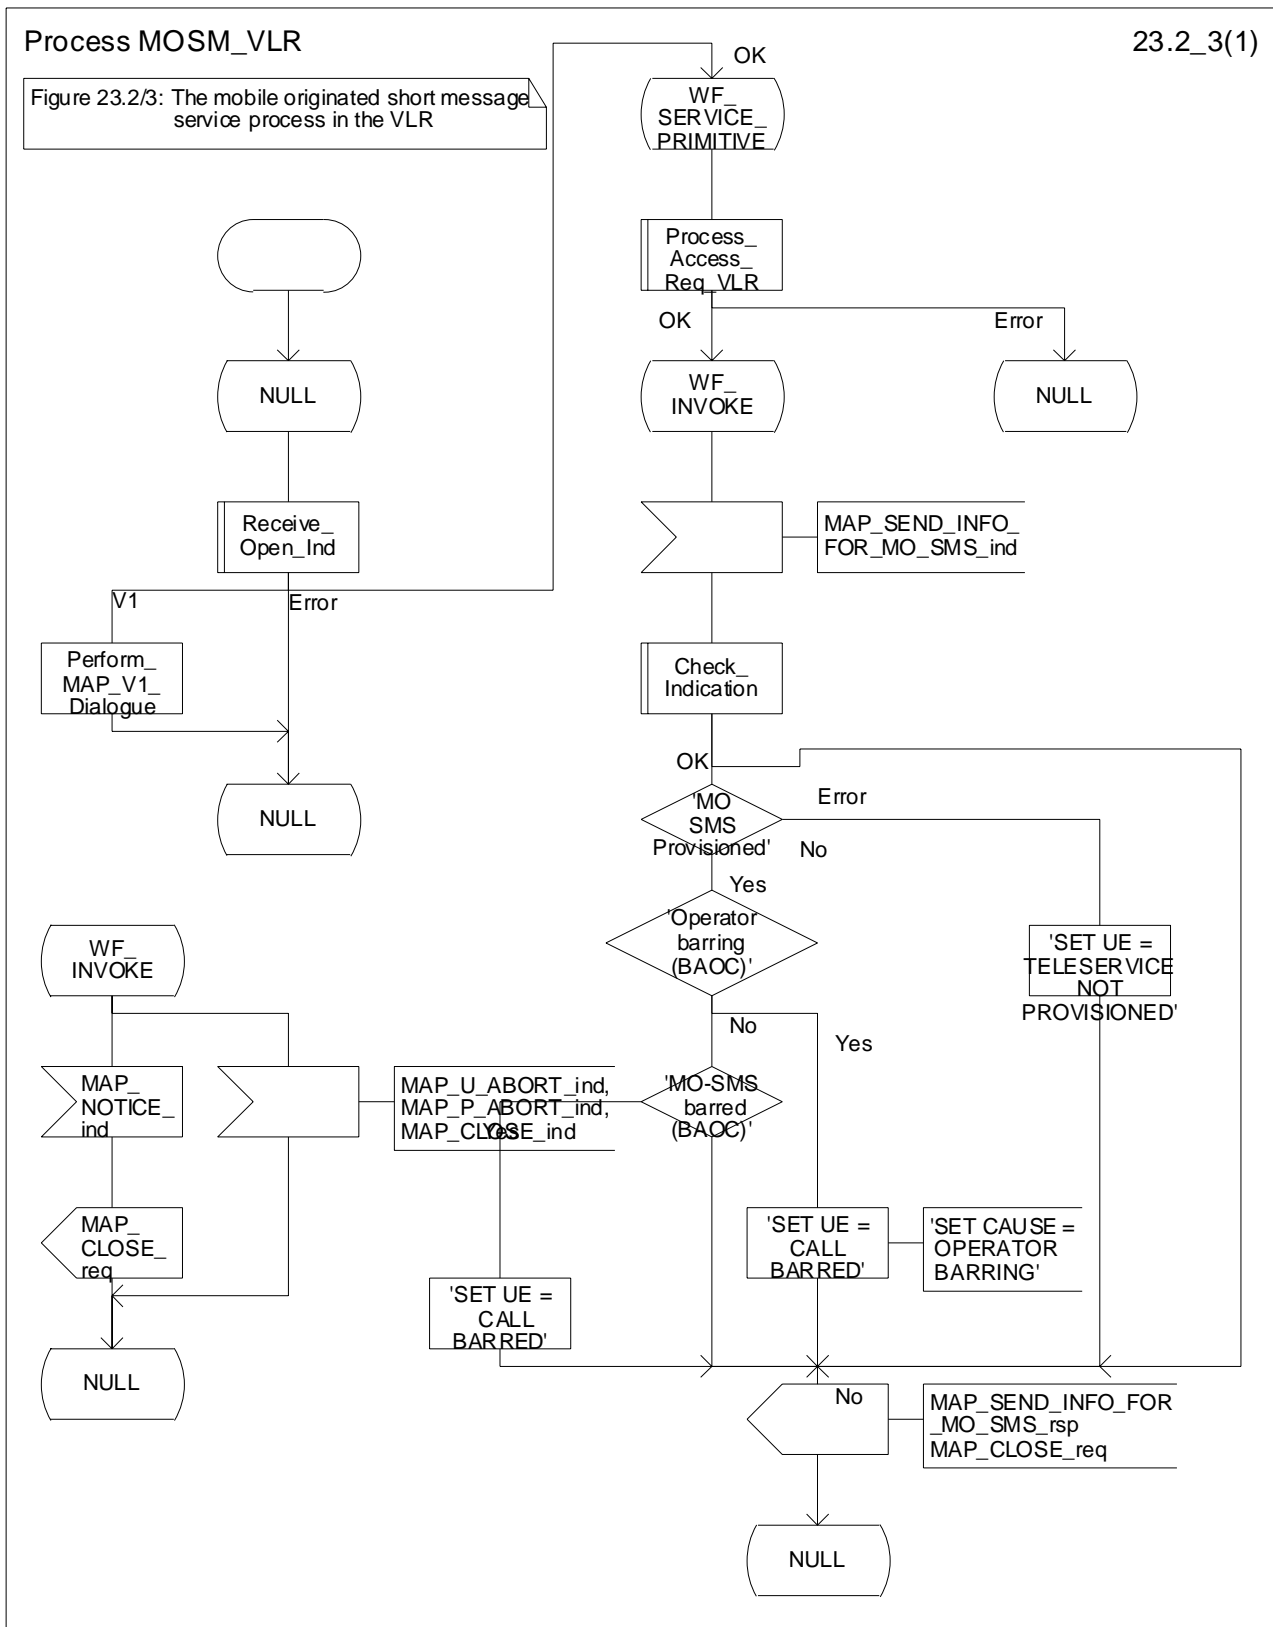 Process MOSM_VLR
23.2_3(1)
Figure 23.2/3: The mobile originated short message
service process in the VLR
OK
WF_
SERVICE_
PRIMITIVE
Process_
Access_
Req_VLR
OK
Error
NULL
WF_
INVOKE
NULL
Receive_
Open_Ind
MAP_SEND_INFO_
FOR_MO_SMS_ind
V1
Error
Perform_
MAP_V1_
Dialogue
Check_
Indication
OK
NULL
'MO
SMS
Provisioned'
Error
No
Yes
'Operator
barring
(BAOC)'
WF_
INVOKE
'SET UE =
TELESERVICE
NOT
PROVISIONED'
No
Yes
MAP_
NOTICE_
ind
MAP_U_ABORT_ind,
MAP_P_ABORT_ind,
MAP_CLOSE_ind
Yes
'MO-SMS
barred
(BAOC)'
MAP_
CLOSE_
req
'SET UE =
CALL
BARRED'
'SET CAUSE =
OPERATOR
BARRING'
'SET UE =
CALL
BARRED'
NULL
No
MAP_SEND_INFO_FOR
_MO_SMS_rsp
MAP_CLOSE_req
NULL